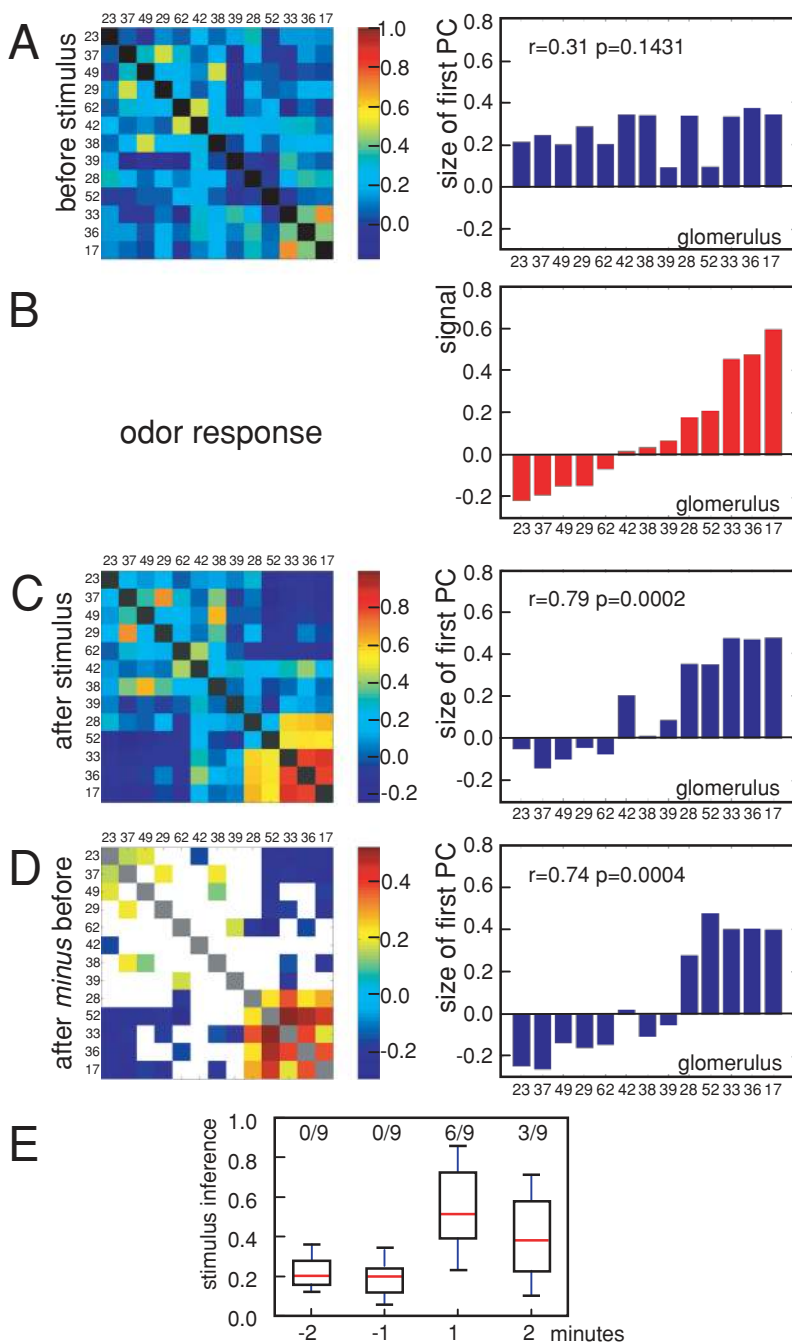 A
before stimulus
23 37 49 29 62 42 38 39 28 52 33 36 17
23
37
49
29
62
42
38
39
28
52
33
36
17
1.0
0.8
0.6
0.4
0.2
0.0
size of first PC
0.8
0.6
0.4
0.2
0.0
-0.2
r=0.31 p=0.1431
glomerulus
23 37 49 29 62 42 38 39 28 52 33 36 17
B
odor response
signal
0.8
0.6
0.4
0.2
0.0
-0.2
glomerulus
23 37 49 29 62 42 38 39 28 52 33 36 17
C
after stimulus
23 37 49 29 62 42 38 39 28 52 33 36 17
23
37
49
29
62
42
38
39
28
52
33
36
17
0.8
0.6
0.4
0.2
0.0
-0.2
size of first PC
0.8
0.6
0.4
0.2
0.0
-0.2
r=0.79 p=0.0002
glomerulus
23 37 49 29 62 42 38 39 28 52 33 36 17
D
after minus before
23 37 49 29 62 42 38 39 28 52 33 36 17
23
37
49
29
62
42
38
39
28
52
33
36
17
0.4
0.2
0.0
-0.2
size of first PC
0.8
0.6
0.4
0.2
0.0
-0.2
r=0.74 p=0.0004
glomerulus
23 37 49 29 62 42 38 39 28 52 33 36 17
E
stimulus inference
1.0
0.8
0.6
0.4
0.2
0.0
0/9 0/9 6/9 3/9
-2 -1 1 2 minutes